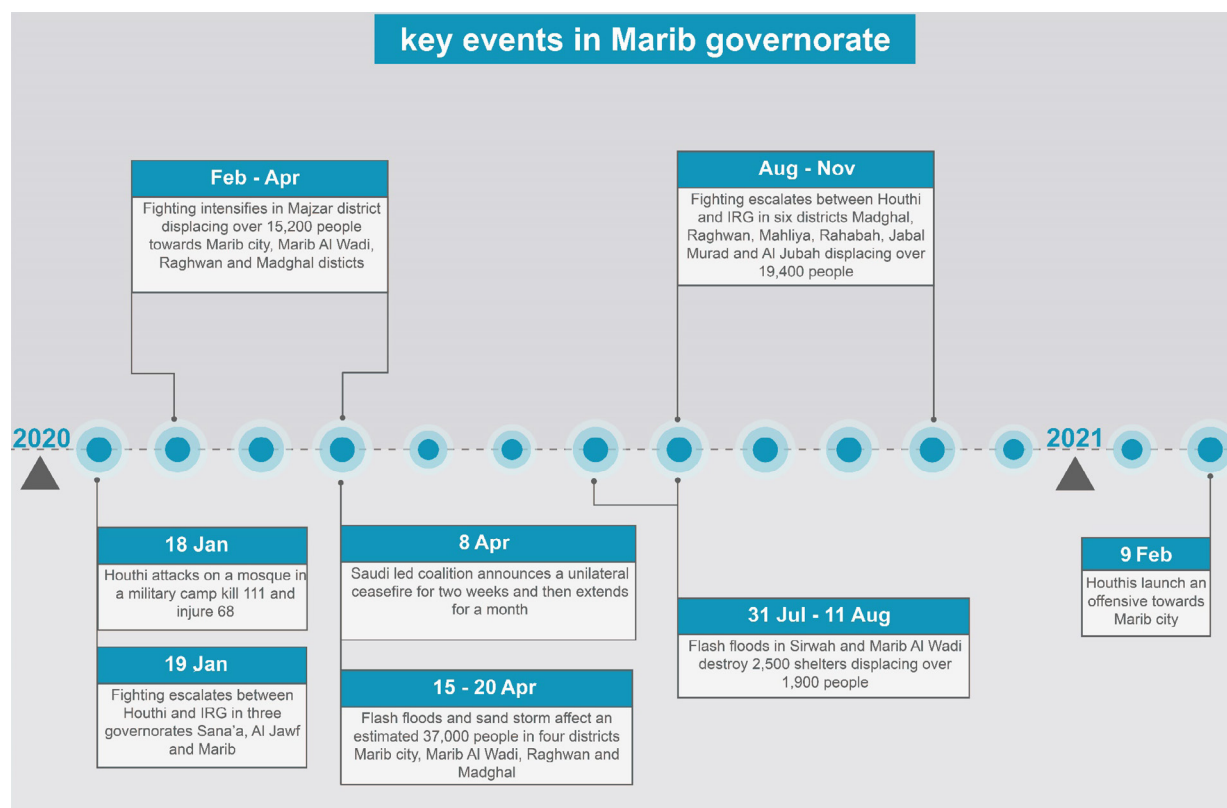 key events in Marib governorate
Feb - Apr
Fighting intensifies in Majzar district
displacing over 15,200 people
towards Marib city, Marib Al Wadi,
Raghwan and Madghal disticts
Aug - Nov
Fighting escalates between Houthi
and IRG in six districts Madghal,
Raghwan, Mahliya, Rahabah, Jabal
Murad and Al Jubah displacing over
19,400 people
2020
2021
18 Jan
Houthi attacks on a mosque in
a military camp kill 111 and
injure 68
19 Jan
Fighting escalates between
Houthi and IRG in three
governorates Sana'a, Al Jawf
and Marib
8 Apr
Saudi led coalition announces a unilateral
ceasefire for two weeks and then extends
for a month
15 - 20 Apr
Flash floods and sand storm affect an
estimated 37,000 people in four districts
Marib city, Marib Al Wadi, Raghwan and
Madghal
31 Jul - 11 Aug
Flash floods in Sirwah and Marib Al Wadi
destroy 2,500 shelters displacing over
1,900 people
9 Feb
Houthis launch an
offensive towards
Marib city